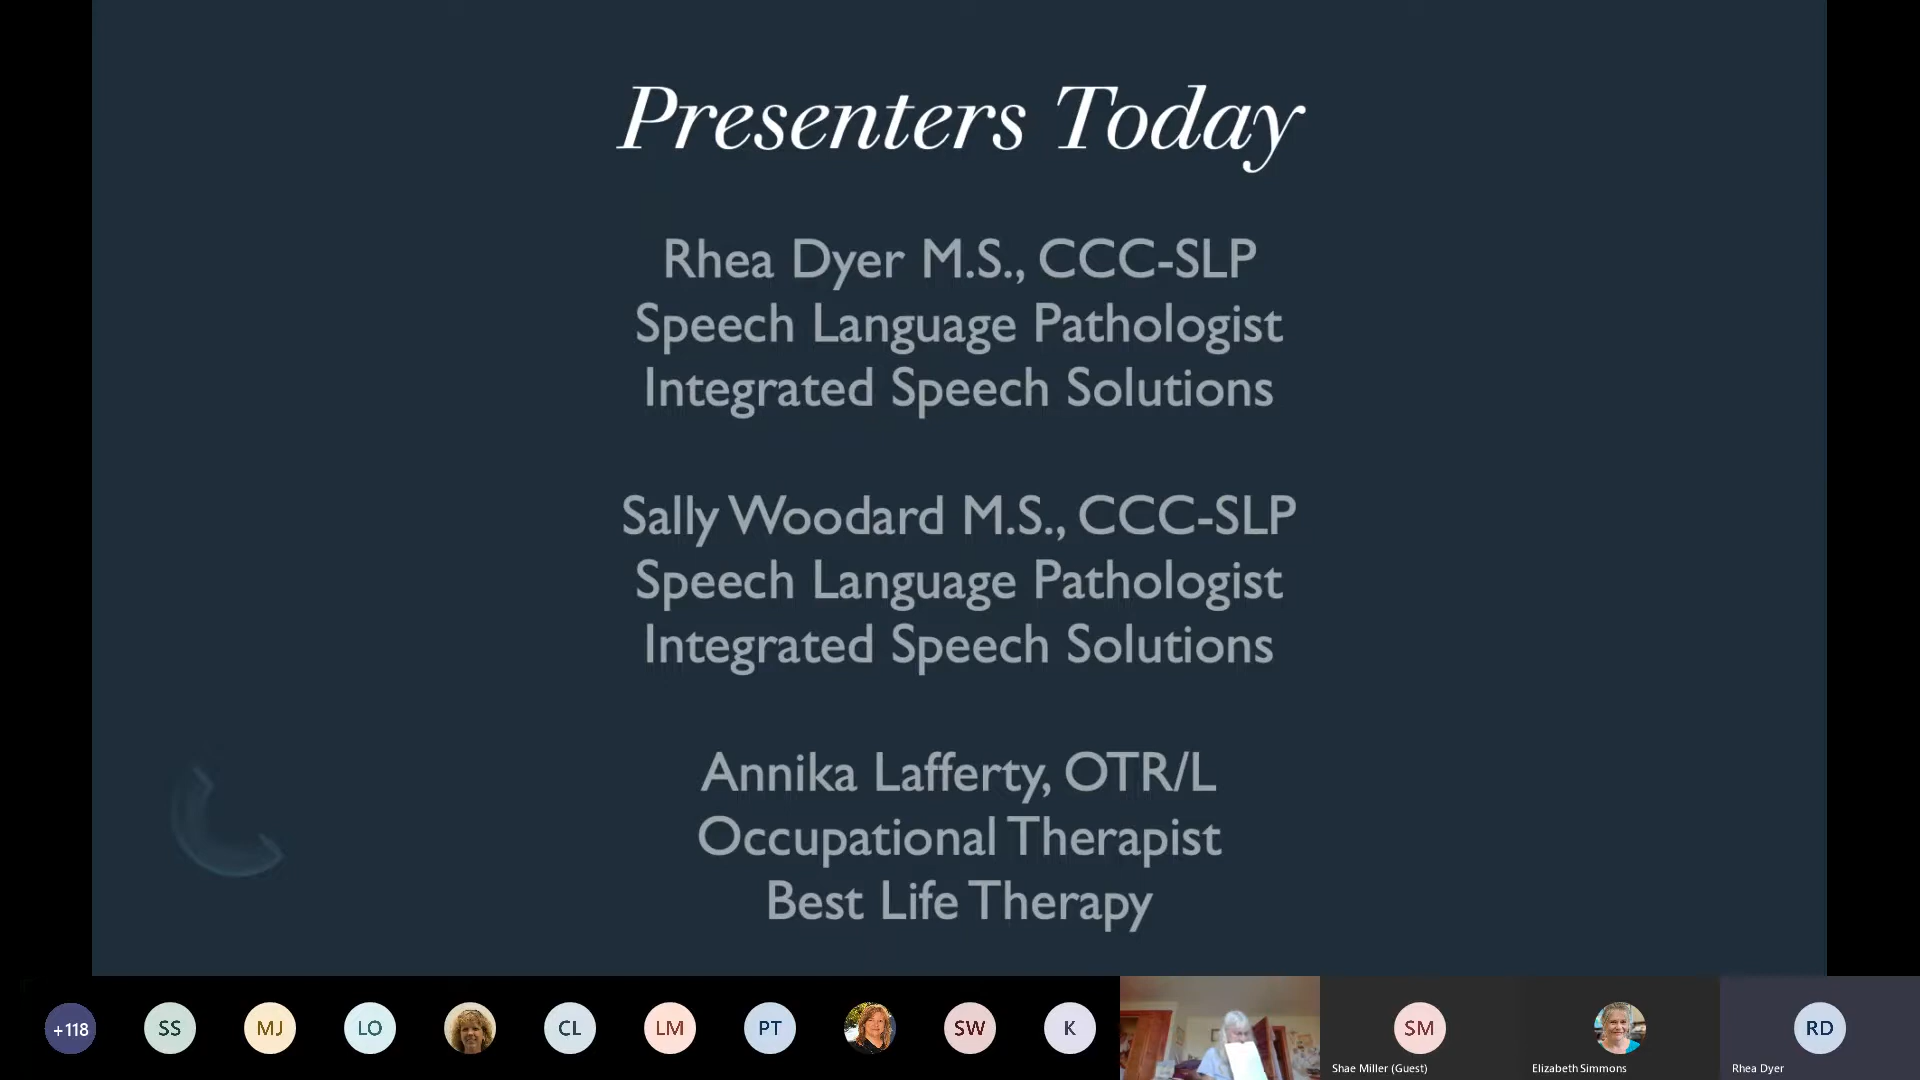 Presenters Today
Rhea Dyer M.S., CCC-SLP
Speech Language Pathologist
Integrated Speech Solutions
Sally Woodard M.S., CCC-SLP
Speech Language Pathologist
Integrated Speech Solutions
Annika Lafferty, OTR/L
Occupational Therapist
Best Life Therapy
+118 SS MJ LO CL LM PT SW K SM RD
Shae Miller (Guest) Elizabeth Simmons Rhea Dyer